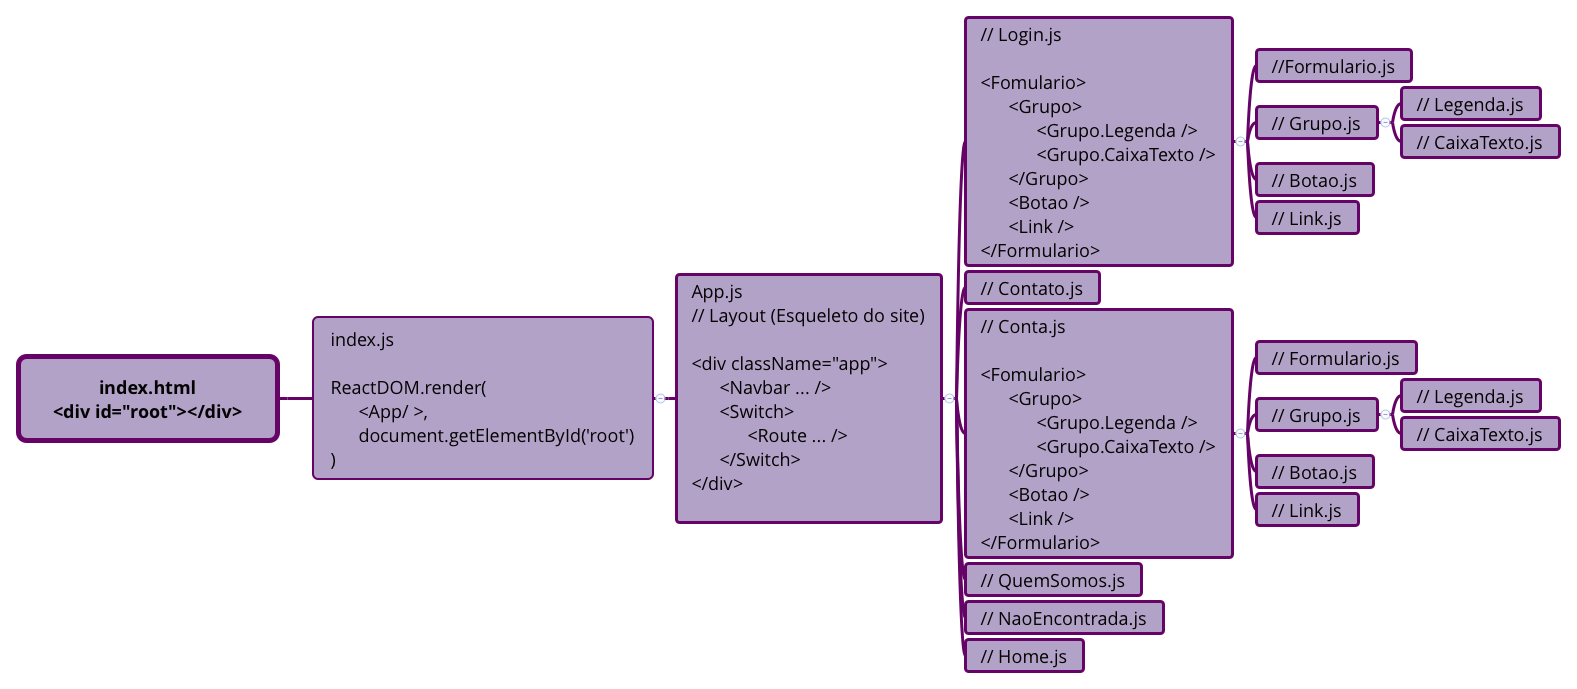 index.html
<div id="root"></div>
index.js
ReactDOM.render(
<App/ >,
document.getElementById('root')
)
App.js
// Layout (Esqueleto do site)
<div className="app">
<Navbar ... />
<Switch>
<Route ... />
</Switch>
</div>
// Login.js
<Fomulario>
<Grupo>
<Grupo.Legenda />
<Grupo.CaixaTexto />
</Grupo>
<Botao />
<Link />
</Formulario>
//Formulario.js
// Grupo.js
// Legenda.js
// CaixaTexto.js
// Botao.js
// Link.js
// Contato.js
// Conta.js
<Fomulario>
<Grupo>
<Grupo.Legenda />
<Grupo.CaixaTexto />
</Grupo>
<Botao />
<Link />
</Formulario>
// Formulario.js
// Grupo.js
// Legenda.js
// CaixaTexto.js
// Botao.js
// Link.js
// QuemSomos.js
// NaoEncontrada.js
// Home.js